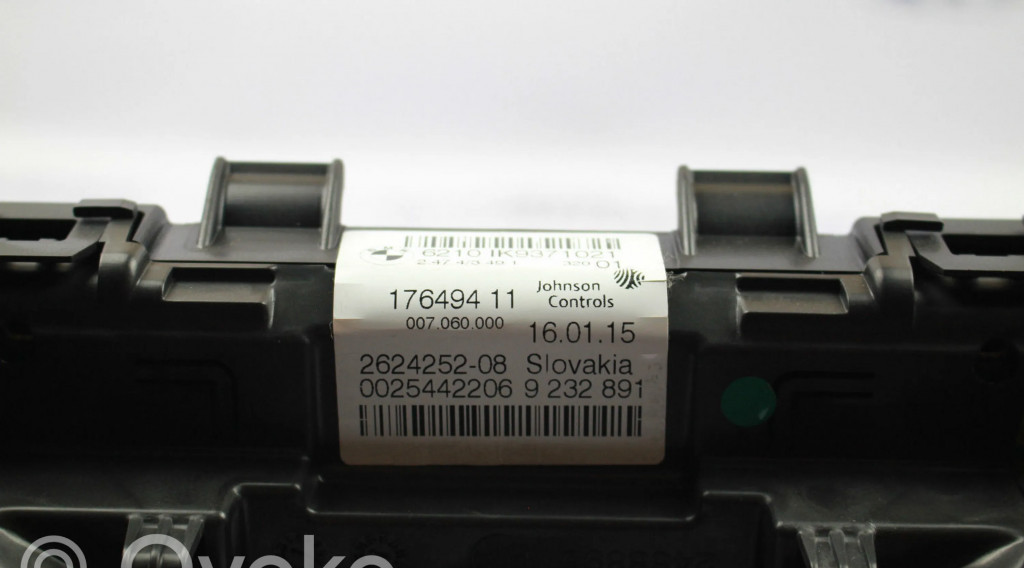 6210 IK9371021
01
176494 11 Johnson Controls
007.060.000 16.01.15
2624252-08 Slovakia
0025442206 9 232 891
Ovoko